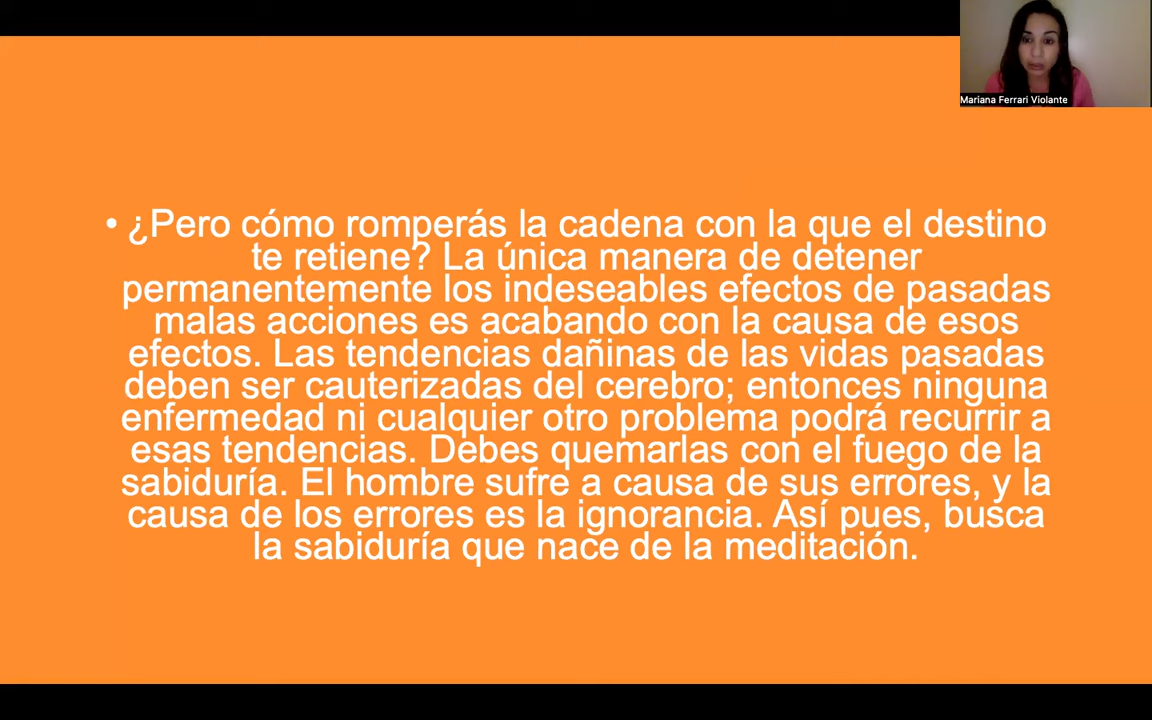 Mariana Ferrari Violante
• ¿Pero cómo romperás la cadena con la que el destino
te retiene? La única manera de detener
permanentemente los indeseables efectos de pasadas
malas acciones es acabando con la causa de esos
efectos. Las tendencias dañinas de las vidas pasadas
deben ser cauterizadas del cerebro; entonces ninguna
enfermedad ni cualquier otro problema podrá recurrir a
esas tendencias. Debes quemarlas con el fuego de la
sabiduría. El hombre sufre a causa de sus errores, y la
causa de los errores es la ignorancia. Así pues, busca
la sabiduría que nace de la meditación.